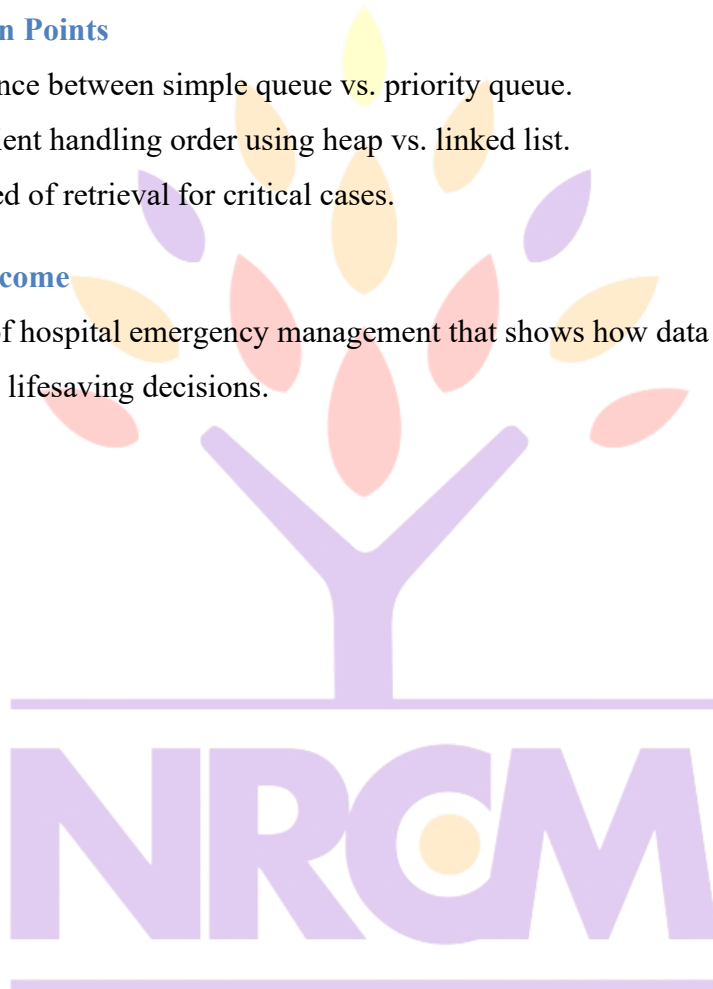 n Points
nce between simple queue vs. priority queue.
ent handling order using heap vs. linked list.
ed of retrieval for critical cases.
come
of hospital emergency management that shows how data
lifesaving decisions.
NRCM